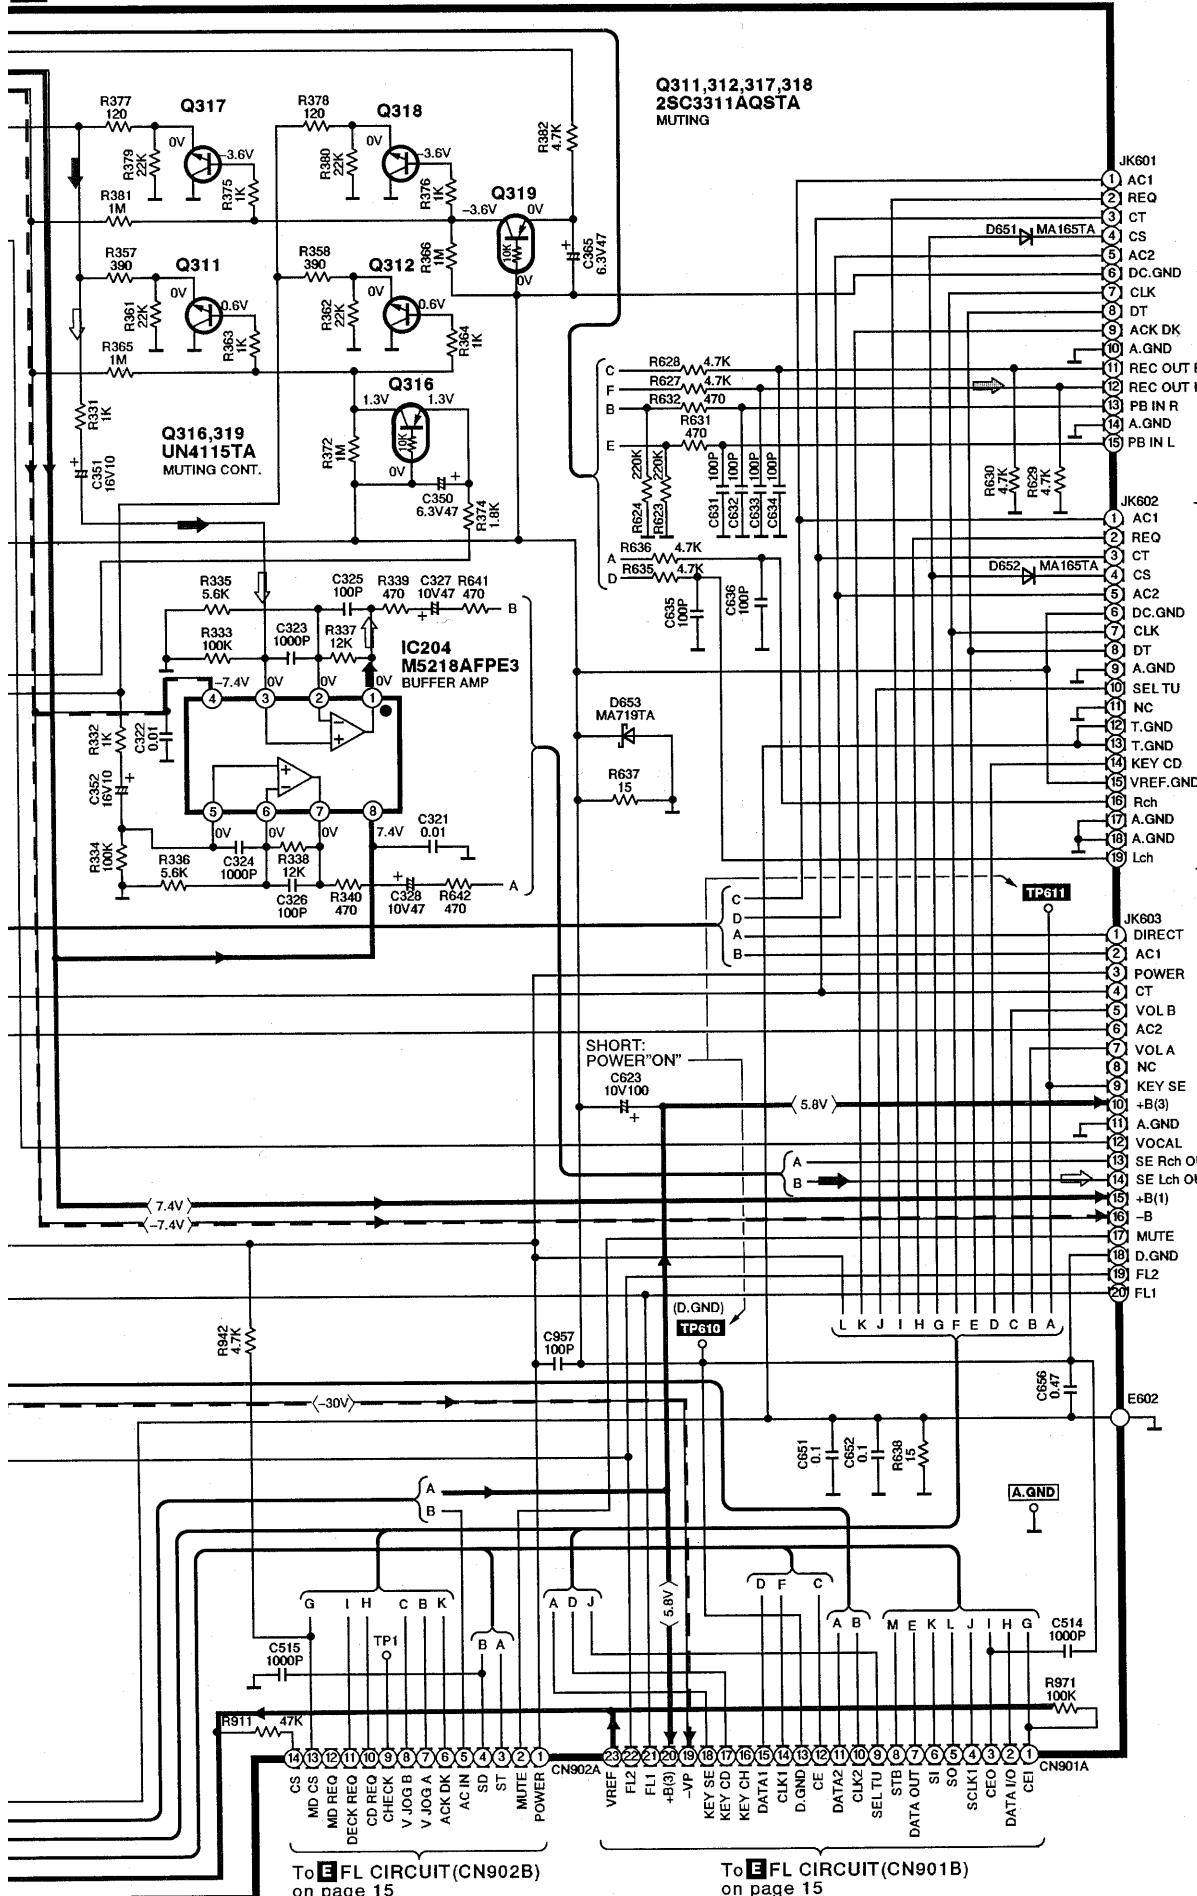 Q311,312,317,318
2SC3311AQSTA
MUTING
R377
120
Q317
0V
-3.6V
R379
22K
R375
1K
R381
1M
R378
120
Q318
0V
-3.6V
R380
22K
R376
1K
R382
4.7K
Q319
-3.6V
0V
10K
0V
R366
1M
C365
6.3V47
R357
390
Q311
0V
0.6V
R361
22K
R363
1K
R365
1M
R358
390
Q312
0V
0.6V
R362
22K
R364
1K
Q316
1.3V
1.3V
10K
0V
R372
1M
C350
6.3V47
R374
1.8K
R331
1K
C351
16V10
Q316,319
UN4115TA
MUTING CONT.
JK601
1 AC1
2 REQ
3 CT
D651 MA165TA
4 CS
5 AC2
6 DC.GND
7 CLK
8 DT
9 ACK DK
10 A.GND
11 REC OUT
12 REC OUT
13 PB IN R
14 A.GND
15 PB IN L
C R628 4.7K
F R627 4.7K
B R632 470
E R631
470
R624 220K
R623 220K
C631 100P
C632 100P
C633 100P
C634 100P
R630
4.7K
R629
4.7K
A R636 4.7K
D R635 4.7K
C635
100P
C636
100P
JK602
1 AC1
2 REQ
3 CT
D652 MA165TA
4 CS
5 AC2
6 DC.GND
7 CLK
8 DT
9 A.GND
10 SEL TU
11 NC
12 T.GND
13 T.GND
14 KEY CD
15 VREF.GND
16 Rch
17 A.GND
18 A.GND
19 Lch
R335
5.6K
C325
100P
R339
470
C327
10V47
R641
470
B
R333
100K
C323
1000P
R337
12K
IC204
M5218AFPE3
BUFFER AMP
-7.4V
0V
0V
0V
4 3 2 1
R332
1K
C322
0.01
C352
16V10
5 6 7 8
0V
0V
0V
7.4V
C321
0.01
R334
100K
R336
5.6K
C324
1000P
R338
12K
C326
100P
R340
470
C328
10V47
R642
470
A
D653
MA719TA
R637
15
TP611
C
D
A
B
JK603
1 DIRECT
2 AC1
3 POWER
4 CT
5 VOL B
6 AC2
7 VOL A
8 NC
9 KEY SE
10 +B(3)
11 A.GND
12 VOCAL
13 SE Rch
14 SE Lch
15 +B(1)
16 -B
17 MUTE
18 D.GND
19 FL2
20 FL1
SHORT:
POWER"ON"
C623
10V100
5.8V
A
B
7.4V
-7.4V
L K J I H G F E D C B A
(D.GND)
TP610
R942
4.7K
C957
100P
-30V
C656
0.47
E602
C651
0.1
C652
0.1
R638
15
A.GND
A
B
5.8V
G I H C B K
B A
A D J
D F C
A B
M E K L J I H G
TP1
C515
1000P
C514
1000P
R971
100K
R911 47K
14 13 12 11 10 9 8 7 6 5 4 3 2 1
CN902A
CS
MD CS
MD REQ
DECK REQ
CD REQ
CHECK
V JOG B
V JOG A
ACK DK
AC IN
SD
ST
MUTE
POWER
23 22 21 20 19 18 17 16 15 14 13 12 11 10 9 8 7 6 5 4 3 2 1
CN901A
VREF
FL2
FL1
+B(3)
-VP
KEY SE
KEY CD
KEY CH
DATA1
CLK1
D.GND
CE
DATA2
CLK2
SEL TU
STB
DATA OUT
SI
SO
SCLK1
CEO
DATA I/O
CEI
To E FL CIRCUIT(CN902B)
on page 15
To E FL CIRCUIT(CN901B)
on page 15